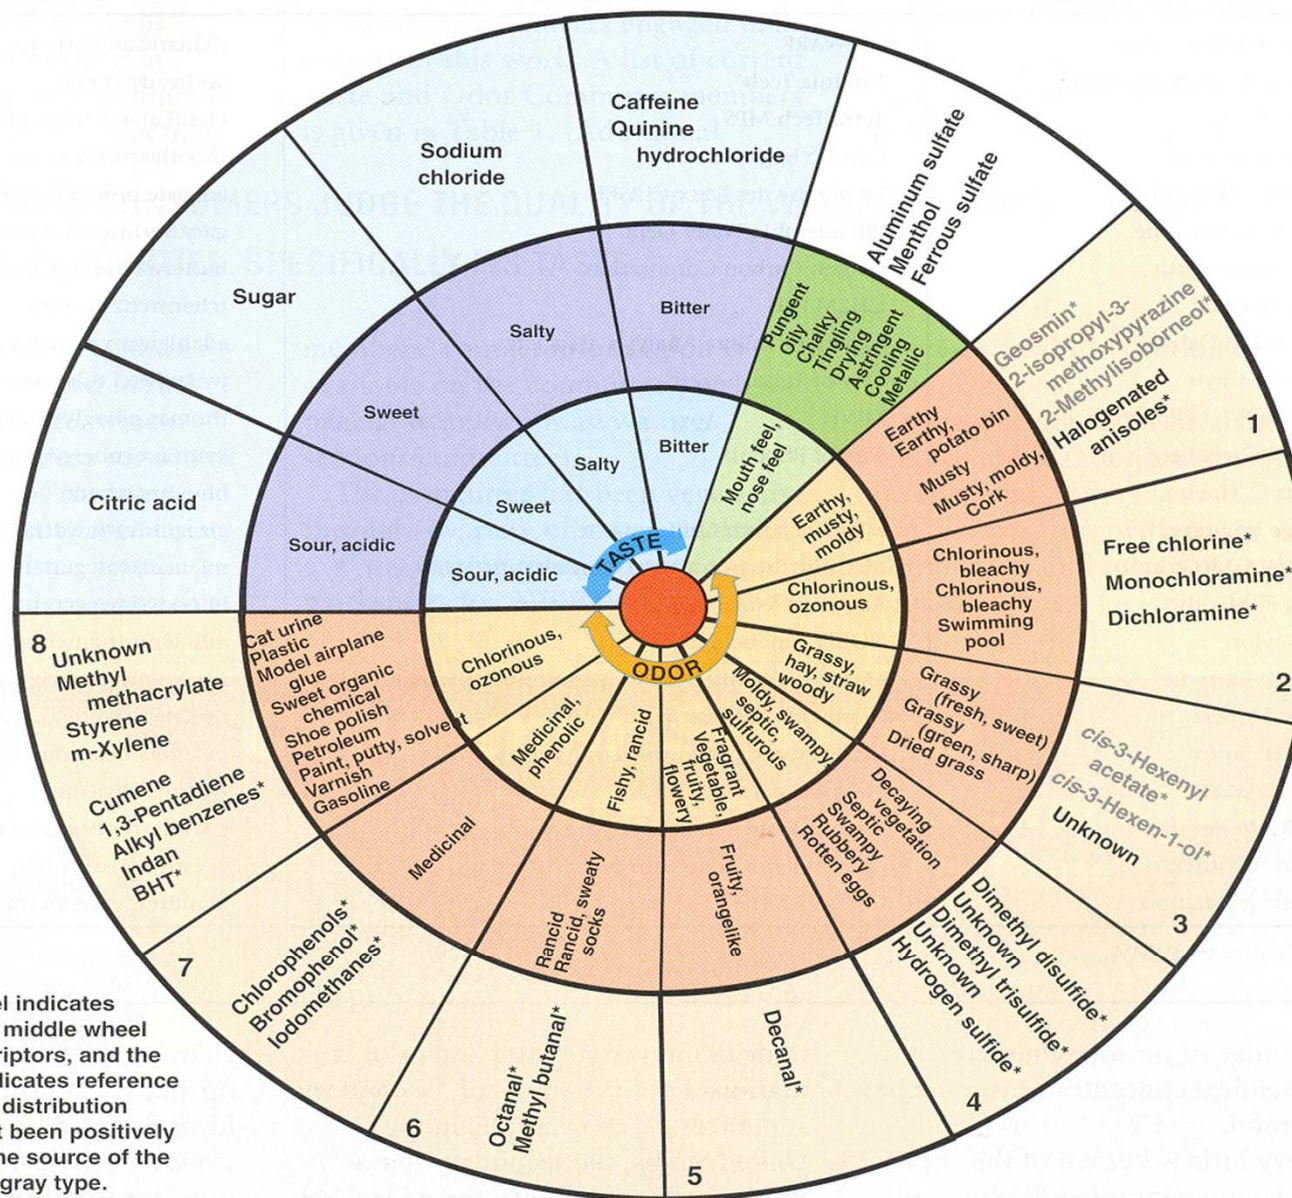 Caffeine
Quinine
hydrochloride
Sodium
chloride
Sugar
Citric acid
Aluminum sulfate
Menthol
Ferrous sulfate
Geosmin*
2-isopropyl-3-
methoxypyrazine
2-Methylisoborneol*
Halogenated
anisoles*
1
Free chlorine*
Monochloramine*
Dichloramine*
2
cis-3-Hexenyl
acetate*
cis-3-Hexen-1-ol*
Unknown
3
Dimethyl disulfide*
Unknown
Dimethyl trisulfide*
Unknown
Hydrogen sulfide*
4
Decanal*
5
Octanal*
Methyl butanal*
6
Chlorophenols*
Bromophenol*
Iodomethanes*
7
8
Unknown
Methyl
methacrylate
Styrene
m-Xylene
Cumene
1,3-Pentadiene
Alkyl benzenes*
Indan
BHT*
Bitter
Salty
Sweet
Sour, acidic
Pungent
Oily
Chalky
Tingling
Drying
Astringent
Cooling
Metallic
Earthy
Earthy,
potato bin
Musty
Musty, moldy,
Cork
Chlorinous,
bleachy
Chlorinous,
bleachy
Swimming
pool
Grassy
(fresh, sweet)
Grassy
(green, sharp)
Dried grass
Decaying
vegetation
Septic
Swampy
Rubbery
Rotten eggs
Fruity,
orangelike
Rancid
Rancid, sweaty
socks
Medicinal
Cat urine
Plastic
Model airplane
glue
Sweet organic
chemical
Shoe polish
Petroleum
Paint, putty, solvent
Varnish
Gasoline
Bitter
Salty
Sweet
Sour, acidic
Mouth feel,
nose feel
Earthy,
musty,
moldy
Chlorinous,
ozonous
Grassy,
hay, straw
woody
Moldy, swampy,
septic,
sulfurous
Fragrant
Vegetable,
fruity,
flowery
Fishy, rancid
Medicinal,
phenolic
Chlorinous,
ozonous
TASTE
ODOR
el indicates
middle wheel
riptors, and the
dicates reference
distribution
t been positively
he source of the
gray type.